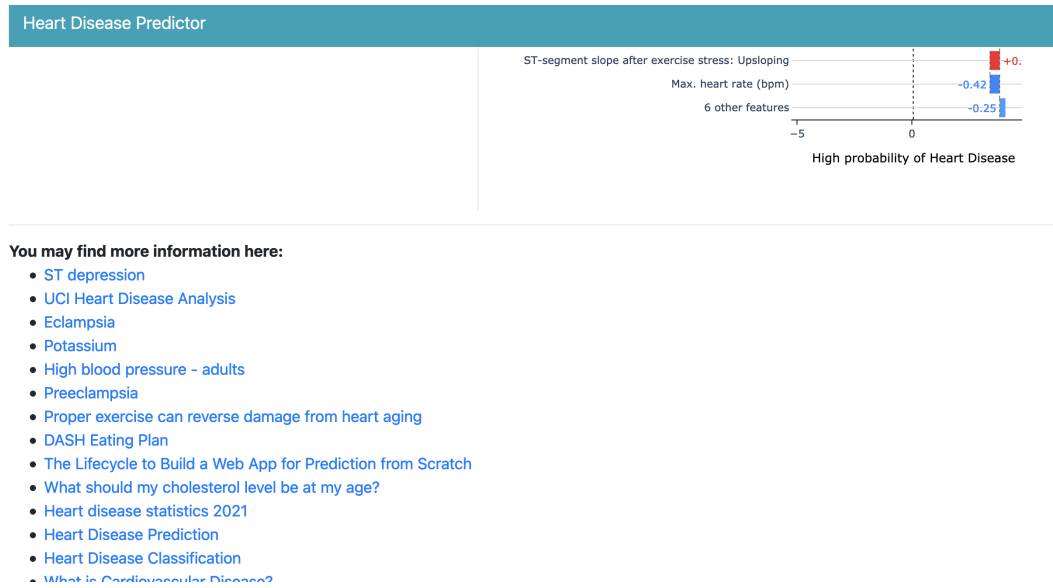 Heart Disease Predictor
ST-segment slope after exercise stress: Upsloping
+0.
Max. heart rate (bpm)
-0.42
6 other features
-0.25
−5
0
High probability of Heart Disease
You may find more information here:
ST depression
UCI Heart Disease Analysis
Eclampsia
Potassium
High blood pressure - adults
Preeclampsia
Proper exercise can reverse damage from heart aging
DASH Eating Plan
The Lifecycle to Build a Web App for Prediction from Scratch
What should my cholesterol level be at my age?
Heart disease statistics 2021
Heart Disease Prediction
Heart Disease Classification
What is Cardiovascular Disease?